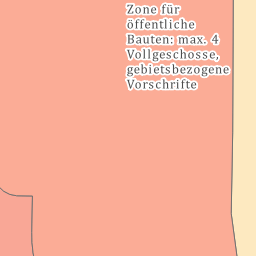 Zone für
öffentliche
Bauten: max. 4
Vollgeschosse,
gebietsbezogene
Vorschrifte